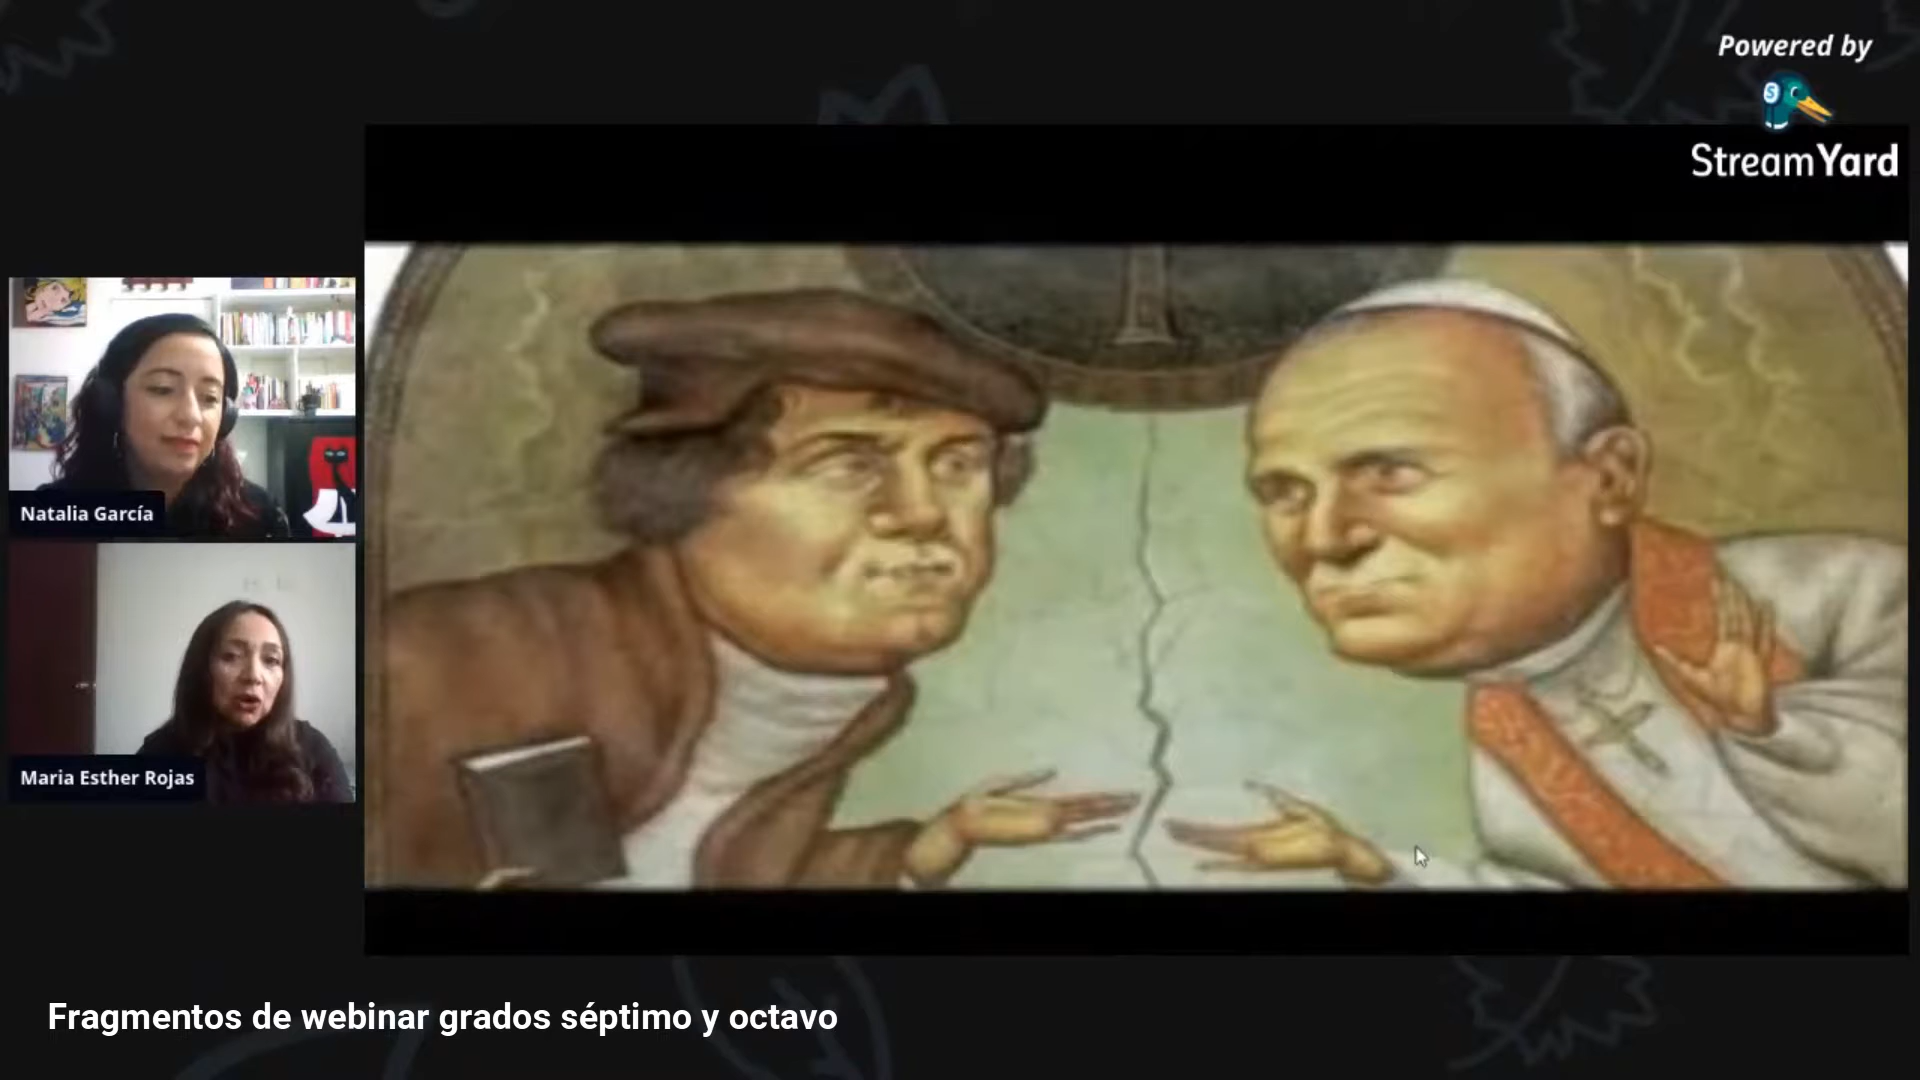 Powered by
StreamYard
Natalia García
Maria Esther Rojas
Fragmentos de webinar grados séptimo y octavo